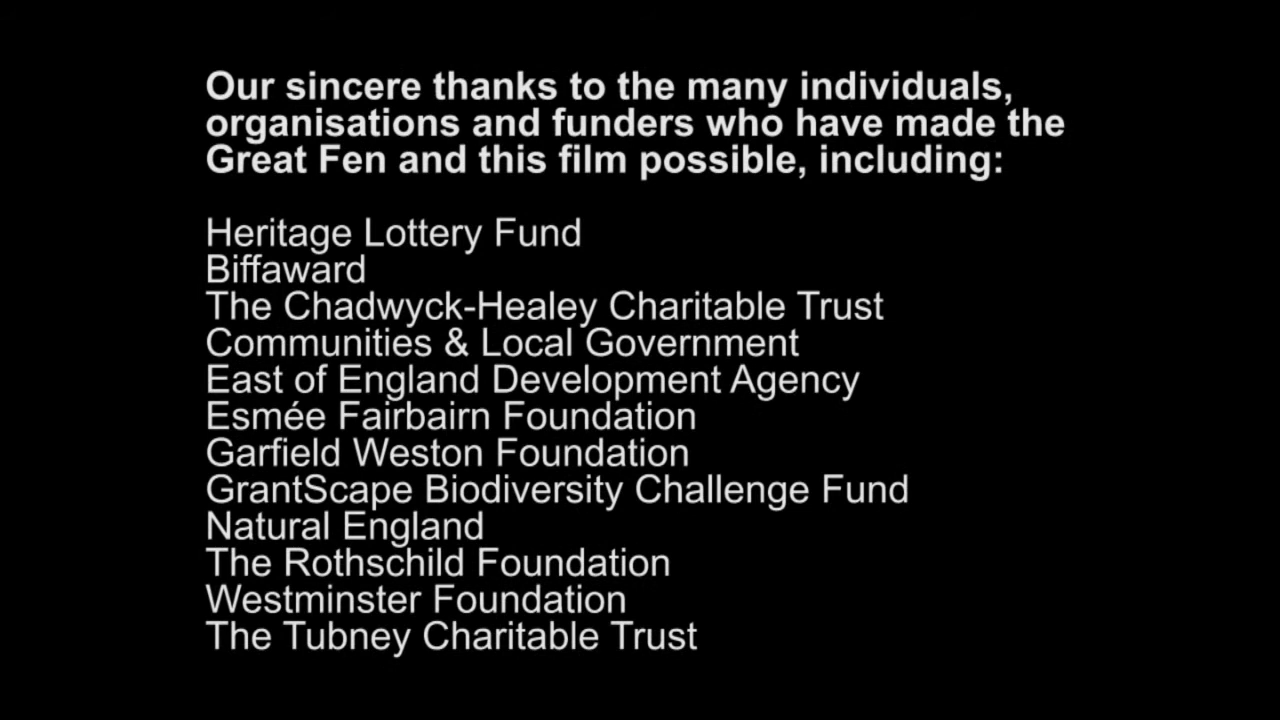 Our sincere thanks to the many individuals,
organisations and funders who have made the
Great Fen and this film possible, including:
Heritage Lottery Fund
Biffaward
The Chadwyck-Healey Charitable Trust
Communities & Local Government
East of England Development Agency
Esmée Fairbairn Foundation
Garfield Weston Foundation
GrantScape Biodiversity Challenge Fund
Natural England
The Rothschild Foundation
Westminster Foundation
The Tubney Charitable Trust